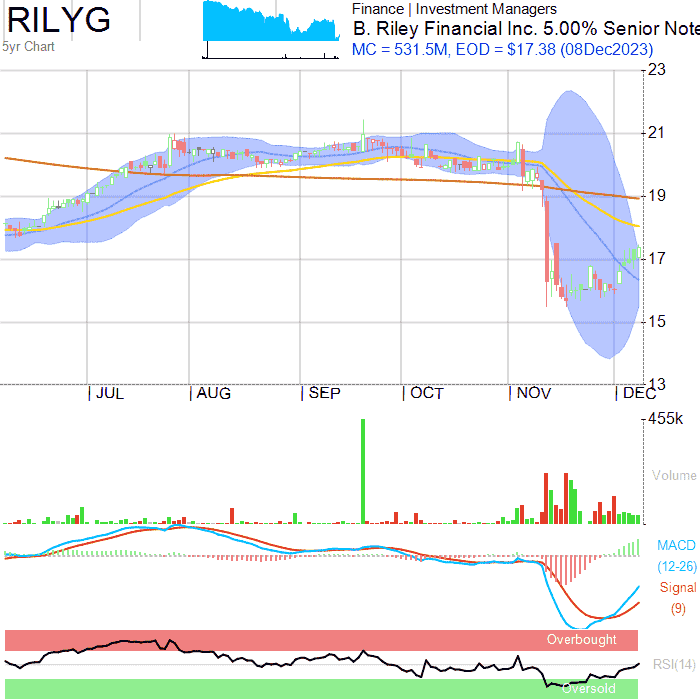 RILYG
5yr Chart
Finance | Investment Managers
B. Riley Financial Inc. 5.00% Senior Note
MC = 531.5M, EOD = $17.38 (08Dec2023)
23
21
19
17
15
13
JUL AUG SEP OCT NOV DEC
455k
Volume
MACD
(12-26)
Signal
(9)
Overbought
RSI(14)
Oversold